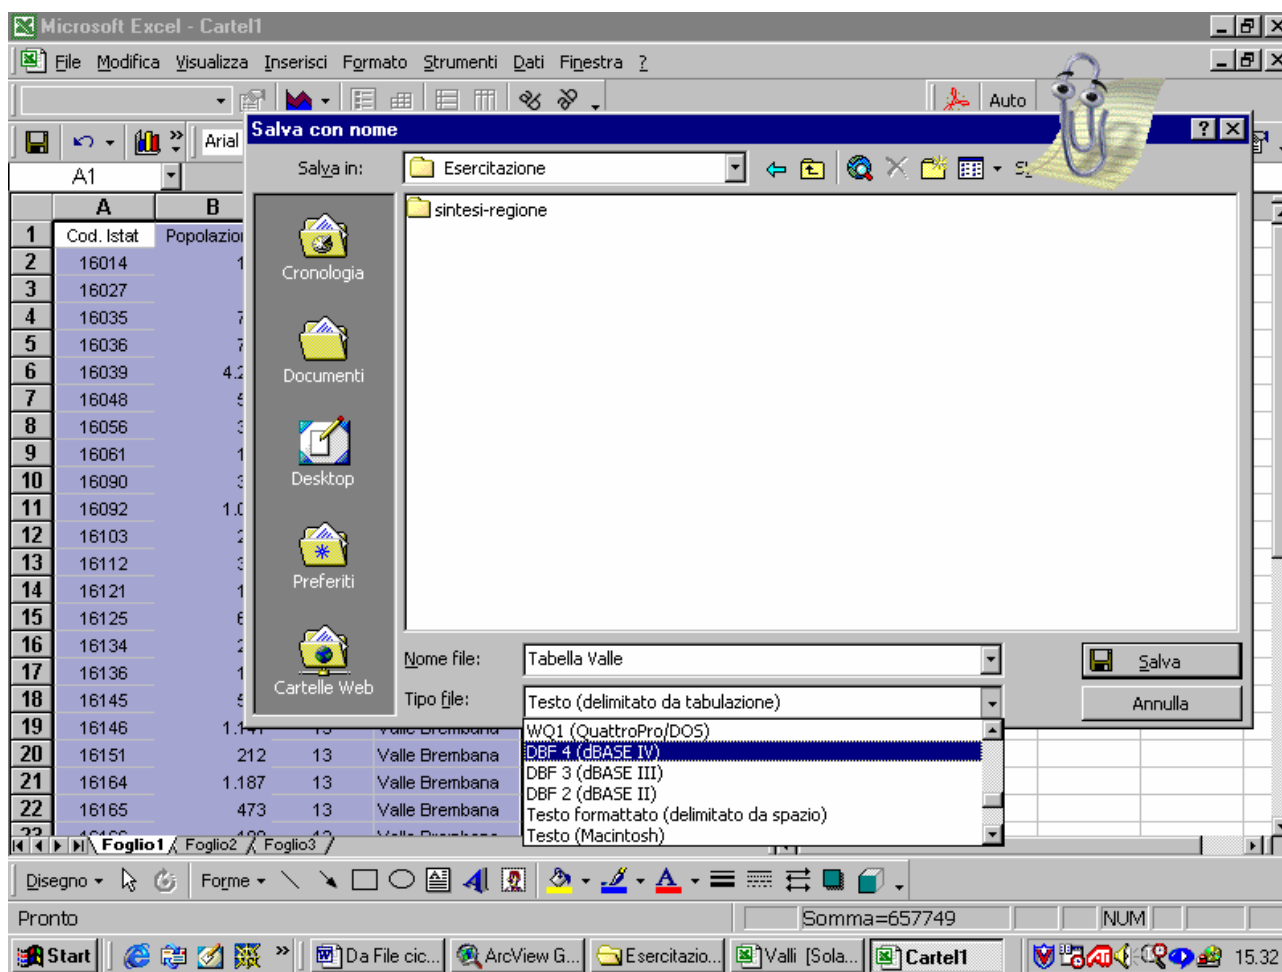 Microsoft Excel - Cartel1
File Modifica Visualizza Inserisci Formato Strumenti Dati Finestra ?
Auto
Arial
A1
Salva con nome
Salva in: Esercitazione
sintesi-regione
Cronologia
Documenti
Desktop
Preferiti
Cartelle Web
Nome file: Tabella Valle Salva
Tipo file: Testo (delimitato da tabulazione) Annulla
WQ1 (QuattroPro/DOS)
DBF 4 (dBASE IV)
DBF 3 (dBASE III)
DBF 2 (dBASE II)
Testo formattato (delimitato da spazio)
Testo (Macintosh)
A B
1 Cod. Istat
2 16014
3 16027
4 16035
5 16036
6 16039
7 16048
8 16056
9 16061
10 16090
11 16092
12 16103
13 16112
14 16121
15 16125
16 16134
17 16136
18 16145
19 16146
20 16151 212 13 Valle Brembana
21 16164 1.187 13 Valle Brembana
22 16165 473 13 Valle Brembana
Foglio1 Foglio2 Foglio3
Disegno Forme
Pronto Somma=657749 NUM
Start Da File cic... ArcView G... Esercitazio... Valli [Sola... Cartel1 15.32